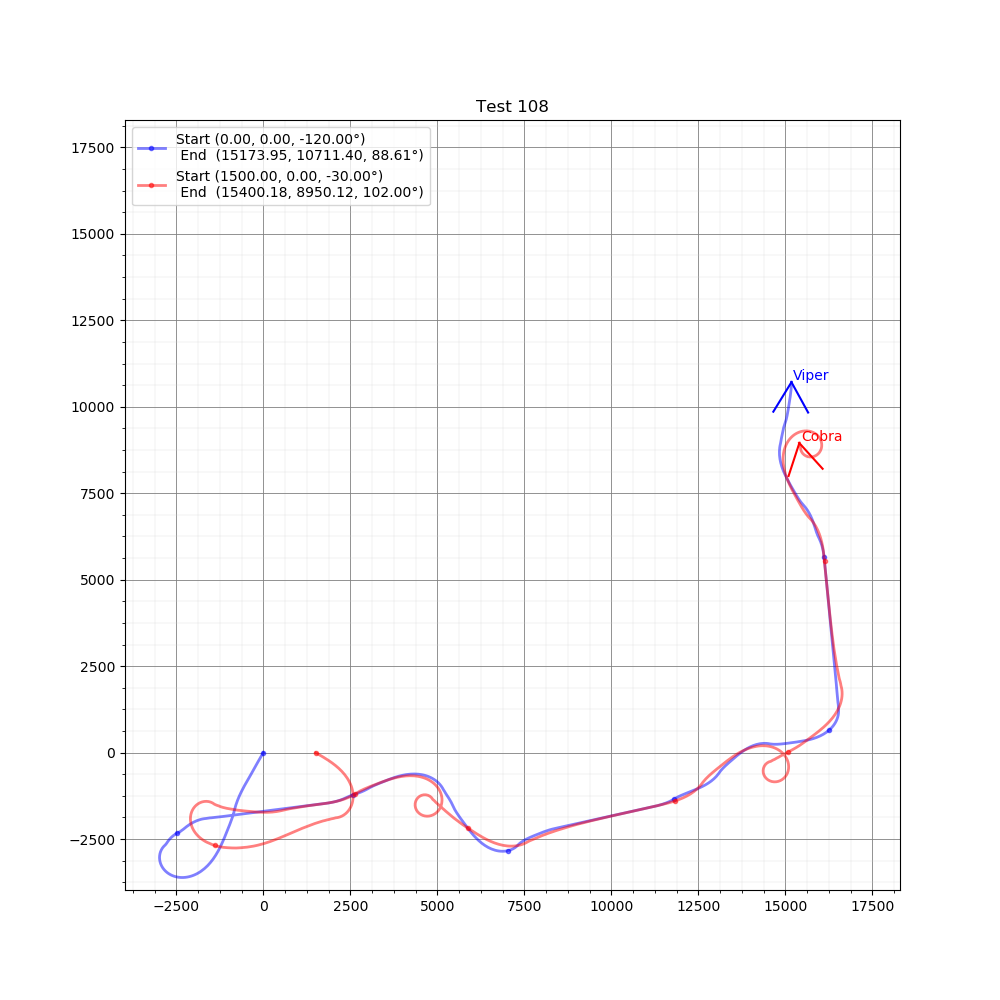 Test 108
Start (0.00, 0.00, -120.00°)
End (15173.95, 10711.40, 88.61°)
Start (1500.00, 0.00, -30.00°)
End (15400.18, 8950.12, 102.00°)
17500
15000
12500
10000
7500
5000
2500
0
−2500
Viper
Cobra
−2500 0 2500 5000 7500 10000 12500 15000 17500